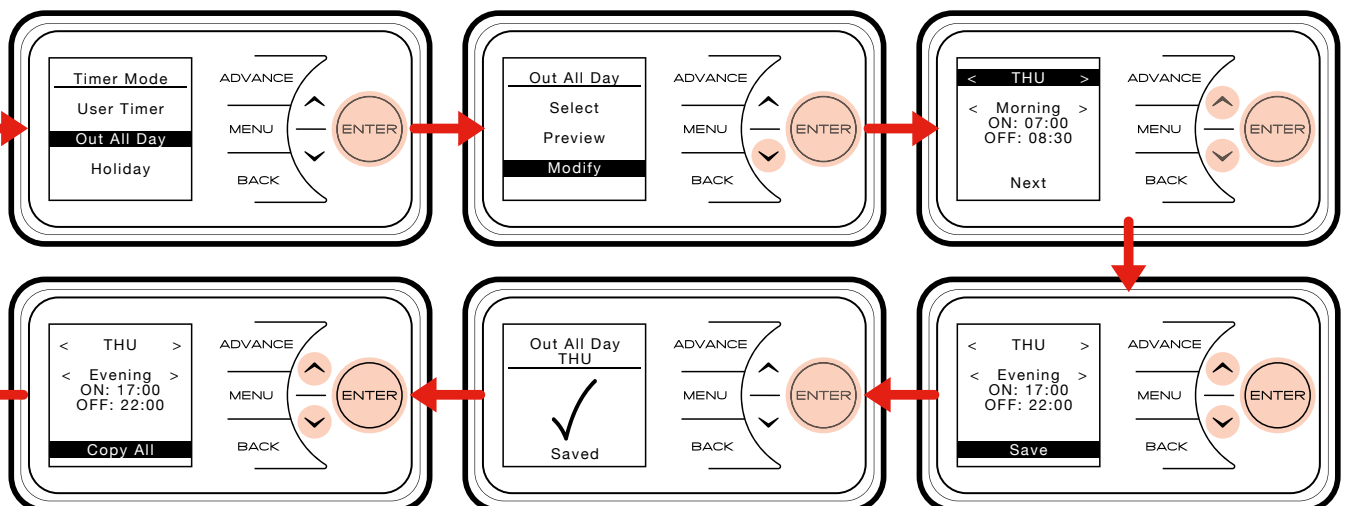 Timer Mode
User Timer
Out All Day
Holiday
ADVANCE
MENU
BACK
ENTER
Out All Day
Select
Preview
Modify
ADVANCE
MENU
BACK
ENTER
< THU >
< Morning >
ON: 07:00
OFF: 08:30
Next
ADVANCE
MENU
BACK
ENTER
< THU >
< Evening >
ON: 17:00
OFF: 22:00
Copy All
ADVANCE
MENU
BACK
ENTER
Out All Day
THU
Saved
ADVANCE
MENU
BACK
ENTER
< THU >
< Evening >
ON: 17:00
OFF: 22:00
Save
ADVANCE
MENU
BACK
ENTER